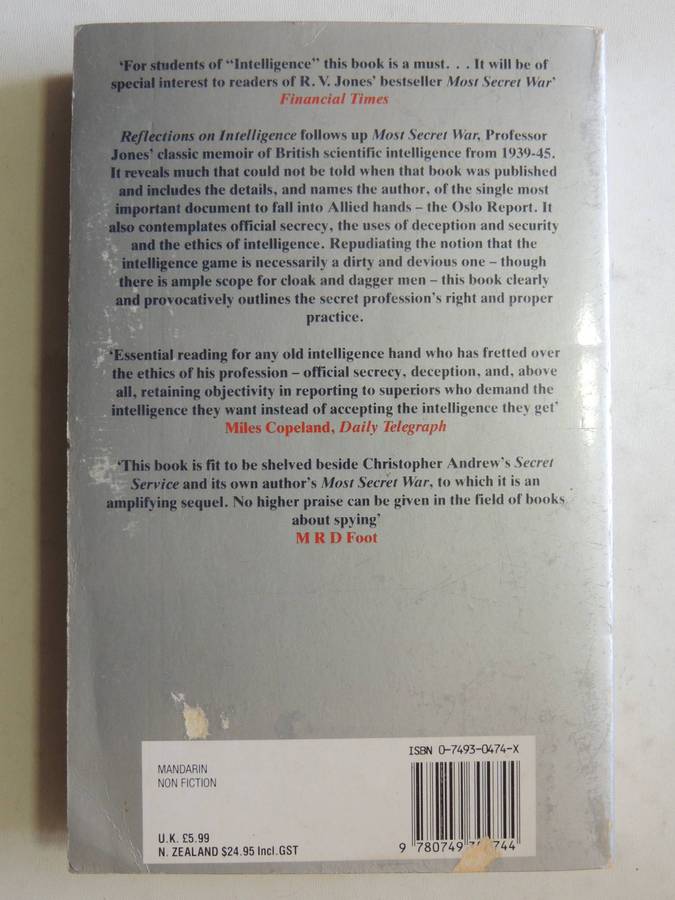 ‘For students of “Intelligence” this book is a must. . . It will be of
special interest to readers of R. V. Jones’ bestseller Most Secret War’
Financial Times
Reflections on Intelligence follows up Most Secret War, Professor
Jones’ classic memoir of British scientific intelligence from 1939-45.
It reveals much that could not be told when that book was published
and includes the details, and names the author, of the single most
important document to fall into Allied hands – the Oslo Report. It
also contemplates official secrecy, the uses of deception and security
and the ethics of intelligence. Repudiating the notion that the
intelligence game is necessarily a dirty and devious one – though
there is ample scope for cloak and dagger men – this book clearly
and provocatively outlines the secret profession’s right and proper
practice.
‘Essential reading for any old intelligence hand who has fretted over
the ethics of his profession – official secrecy, deception, and, above
all, retaining objectivity in reporting to superiors who demand the
intelligence they want instead of accepting the intelligence they get’
Miles Copeland, Daily Telegraph
‘This book is fit to be shelved beside Christopher Andrew’s Secret
Service and its own author’s Most Secret War, to which it is an
amplifying sequel. No higher praise can be given in the field of books
about spying’
M R D Foot
ISBN 0-7493-0474-X
MANDARIN
NON FICTION
U.K. £5.99
N. ZEALAND $24.95 Incl.GST
9 780749